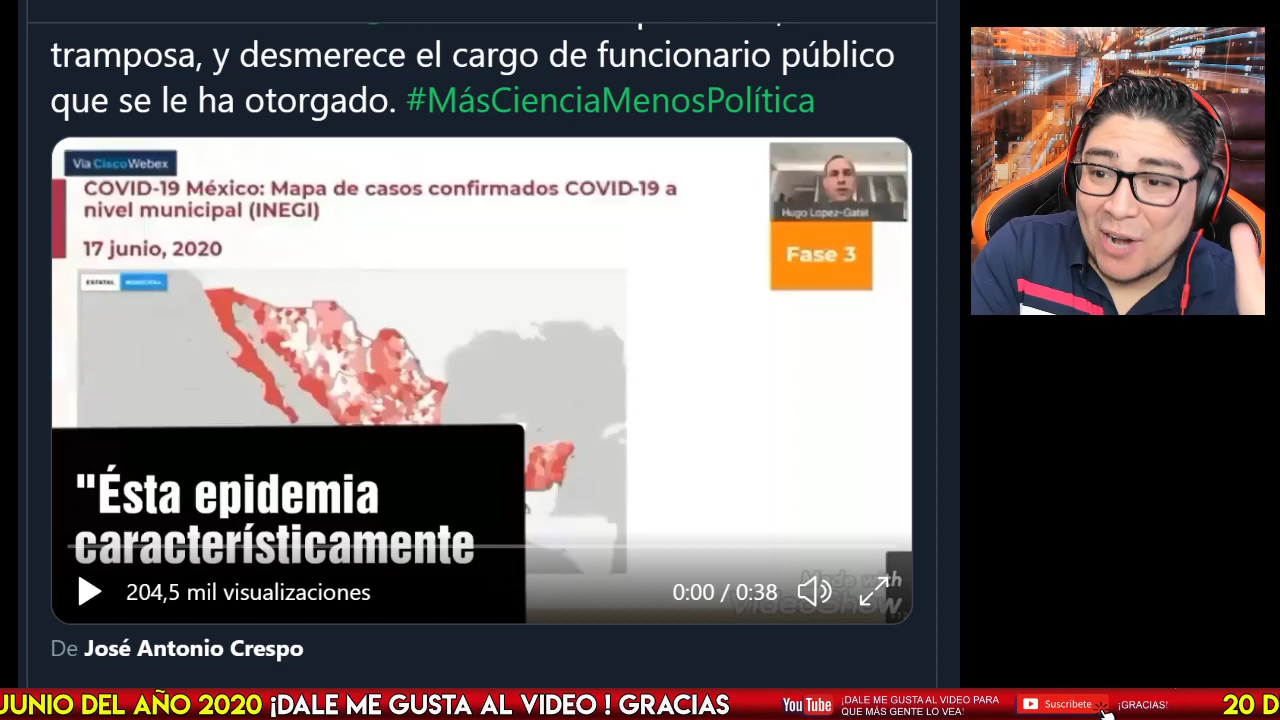 tramposa, y desmerece el cargo de funcionario público
que se le ha otorgado. #MásCienciaMenosPolítica
Via Cisco Webex
COVID-19 México: Mapa de casos confirmados COVID-19 a
nivel municipal (INEGI)
17 junio, 2020
Hugo Lopez-Gatel
Fase 3
ESTATAL MUNICIPAL
"Ésta epidemia
característicamente
204,5 mil visualizaciones
0:00 / 0:38
Made with
VideoShow
De José Antonio Crespo
JUNIO DEL AÑO 2020 ¡DALE ME GUSTA AL VIDEO ! GRACIAS
YouTube
¡DALE ME GUSTA AL VIDEO PARA
QUE MÁS GENTE LO VEA!
Suscribete
¡GRACIAS!
20 D